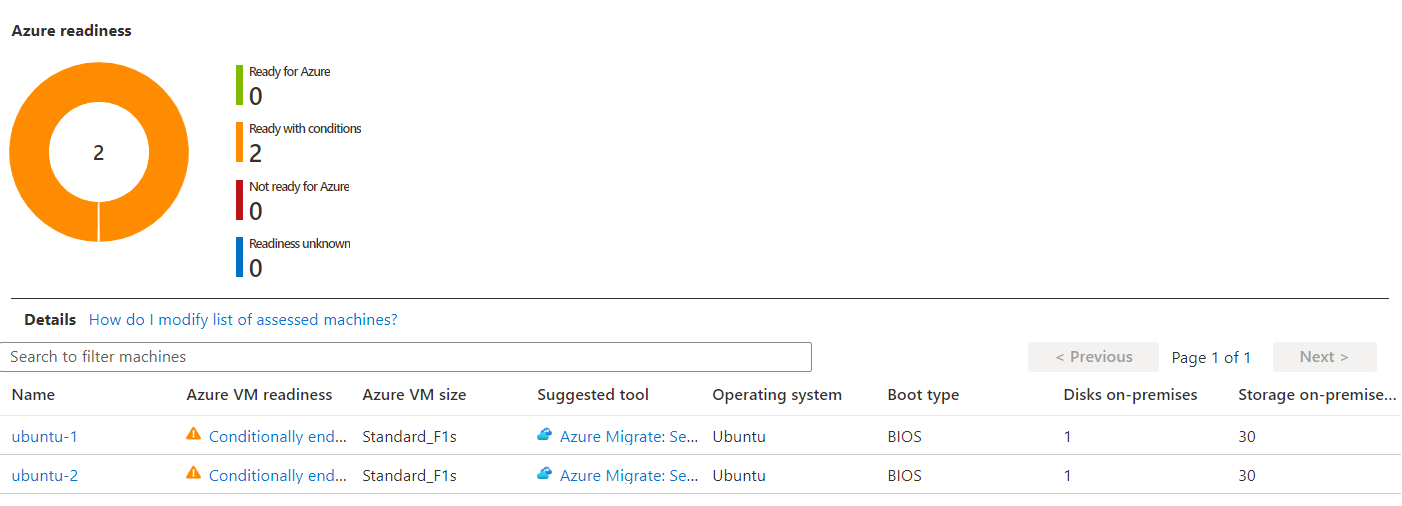 Azure readiness
2
Ready for Azure
0
Ready with conditions
2
Not ready for Azure
0
Readiness unknown
0
Details How do I modify list of assessed machines?
Search to filter machines < Previous Page 1 of 1 Next >
Name Azure VM readiness Azure VM size Suggested tool Operating system Boot type Disks on-premises Storage on-premise...
ubuntu-1 Conditionally end... Standard_F1s Azure Migrate: Se... Ubuntu BIOS 1 30
ubuntu-2 Conditionally end... Standard_F1s Azure Migrate: Se... Ubuntu BIOS 1 30